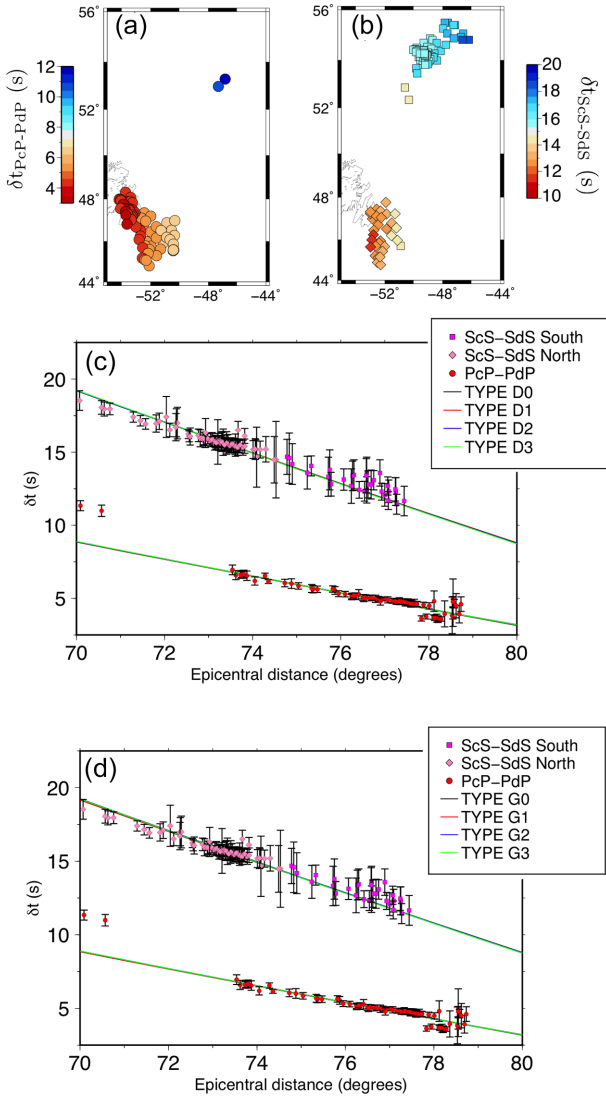 (a)
(b)
56°
52°
48°
44°
−52°
−48°
−44°
12
10
8
6
4
δtPcP-PdP (s)
56°
52°
48°
44°
−52°
−48°
−44°
20
18
16
14
12
10
δtScS-SdS (s)
(c)
ScS−SdS South
ScS−SdS North
PcP−PdP
TYPE D0
TYPE D1
TYPE D2
TYPE D3
20
15
10
5
δt (s)
70 72 74 76 78 80
Epicentral distance (degrees)
(d)
ScS−SdS South
ScS−SdS North
PcP−PdP
TYPE G0
TYPE G1
TYPE G2
TYPE G3
20
15
10
5
δt (s)
70 72 74 76 78 80
Epicentral distance (degrees)